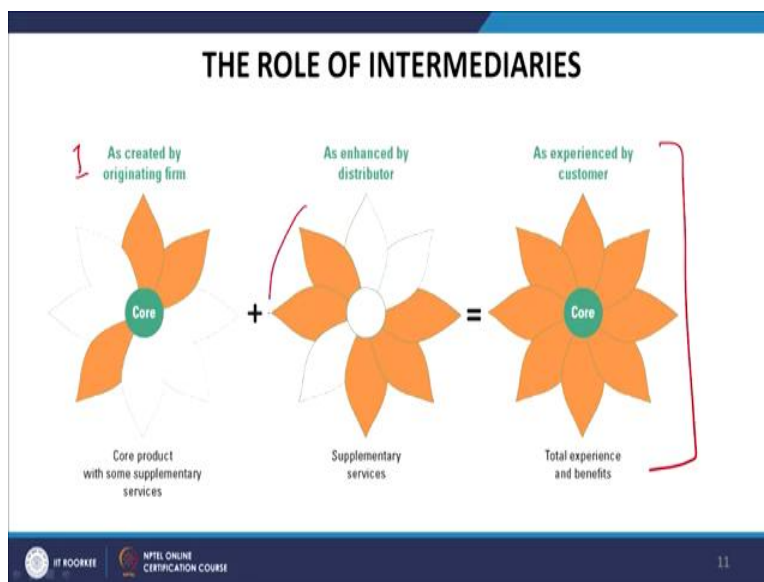 THE ROLE OF INTERMEDIARIES
1
As created by
originating firm
As enhanced by
distributor
As experienced by
customer
Core
+
=
Core
Core product
with some supplementary
services
Supplementary
services
Total experience
and benefits
IIT ROORKEE
NPTEL ONLINE
CERTIFICATION COURSE
11